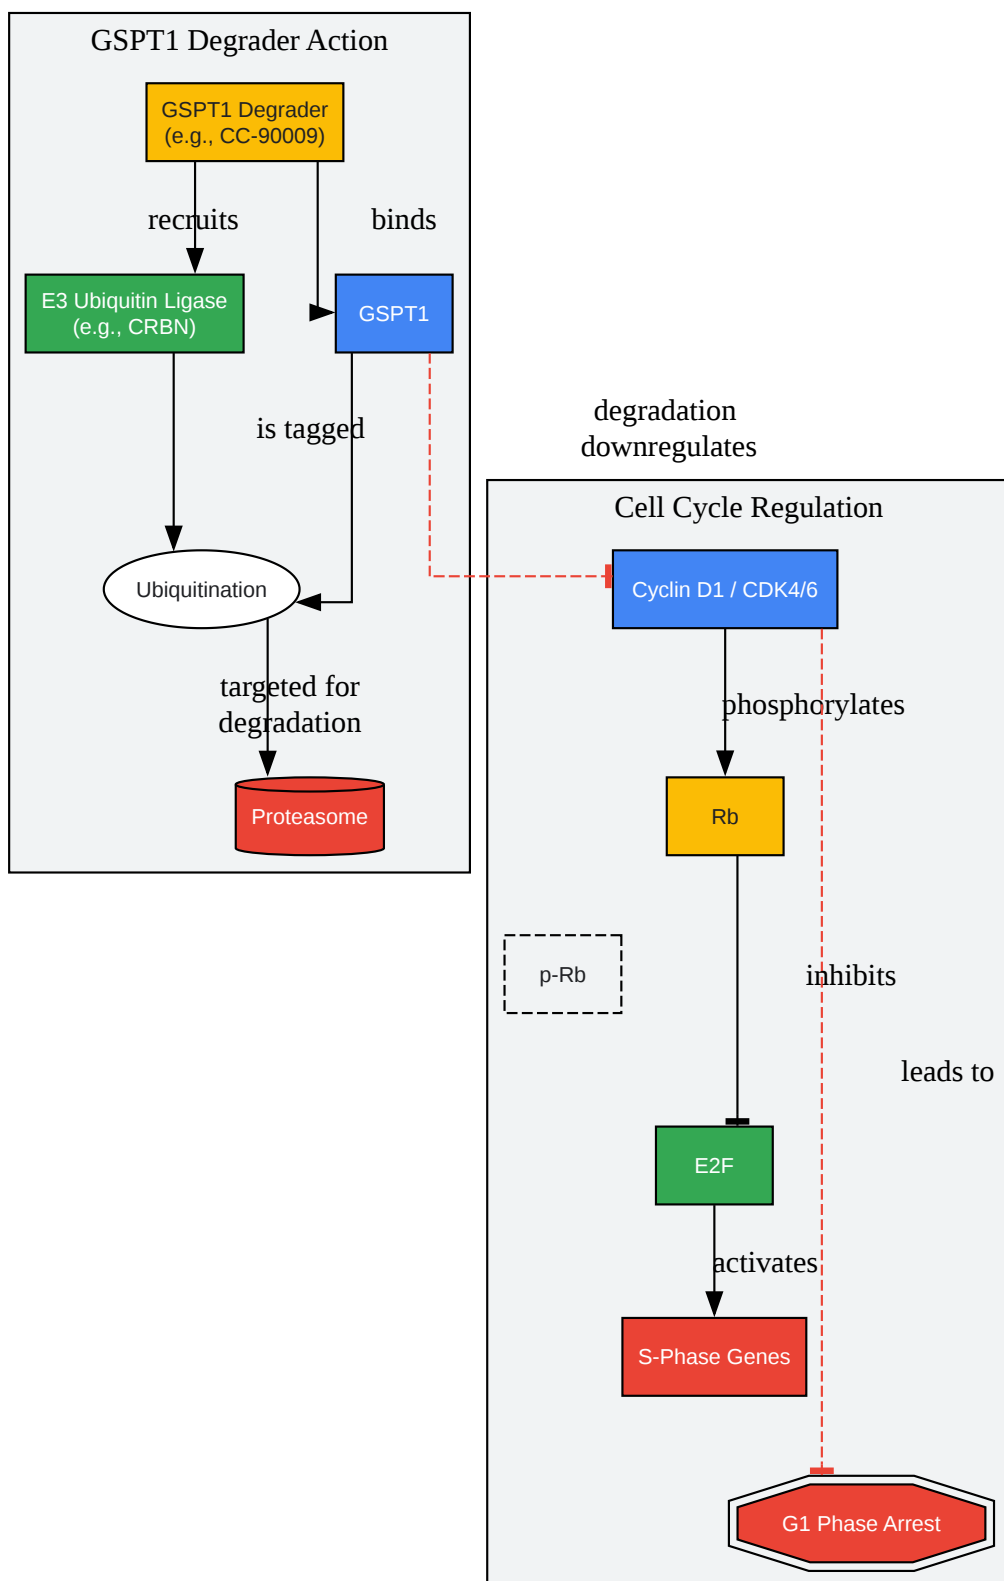 GSPT1 Degrader Action
GSPT1 Degrader
(e.g., CC-90009)
recruits
binds
E3 Ubiquitin Ligase
(e.g., CRBN)
GSPT1
is tagged
degradation
downregulates
Cell Cycle Regulation
Ubiquitination
Cyclin D1 / CDK4/6
targeted for
degradation
phosphorylates
Proteasome
Rb
p-Rb
inhibits
leads to
E2F
activates
S-Phase Genes
G1 Phase Arrest